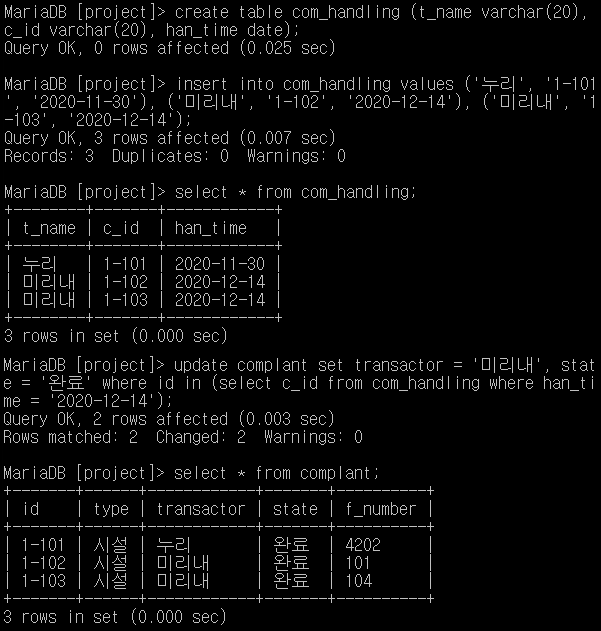 MariaDB [project]> create table com_handling (t_name varchar(20),
c_id varchar(20), han_time date);
Query OK, 0 rows affected (0.025 sec)
MariaDB [project]> insert into com_handling values ('누리', '1-101
', '2020-11-30'), ('미리내', '1-102', '2020-12-14'), ('미리내', '1
-103', '2020-12-14');
Query OK, 3 rows affected (0.007 sec)
Records: 3  Duplicates: 0  Warnings: 0
MariaDB [project]> select * from com_handling;
+--------+-------+------------+
| t_name | c_id  | han_time   |
+--------+-------+------------+
| 누리   | 1-101 | 2020-11-30 |
| 미리내 | 1-102 | 2020-12-14 |
| 미리내 | 1-103 | 2020-12-14 |
+--------+-------+------------+
3 rows in set (0.000 sec)
MariaDB [project]> update complant set transactor = '미리내', stat
e = '완료' where id in (select c_id from com_handling where han_ti
me = '2020-12-14');
Query OK, 2 rows affected (0.003 sec)
Rows matched: 2  Changed: 2  Warnings: 0
MariaDB [project]> select * from complant;
+-------+------+------------+-------+----------+
| id    | type | transactor | state | f_number |
+-------+------+------------+-------+----------+
| 1-101 | 시설 | 누리       | 완료  | 4202     |
| 1-102 | 시설 | 미리내     | 완료  | 101      |
| 1-103 | 시설 | 미리내     | 완료  | 104      |
+-------+------+------------+-------+----------+
3 rows in set (0.000 sec)